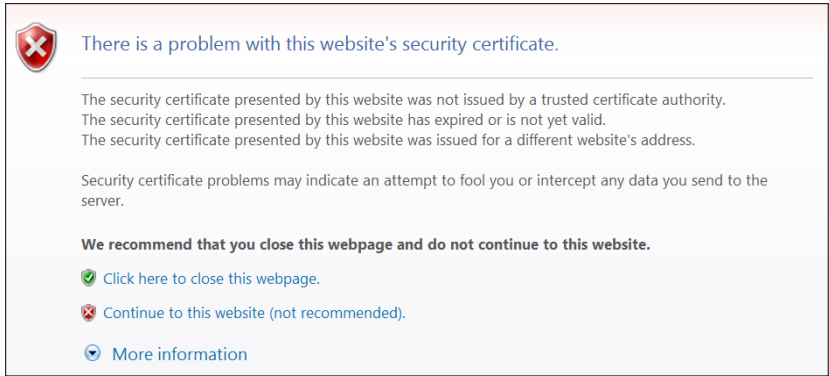 There is a problem with this website's security certificate.
The security certificate presented by this website was not issued by a trusted certificate authority.
The security certificate presented by this website has expired or is not yet valid.
The security certificate presented by this website was issued for a different website's address.
Security certificate problems may indicate an attempt to fool you or intercept any data you send to the
server.
We recommend that you close this webpage and do not continue to this website.
Click here to close this webpage.
Continue to this website (not recommended).
More information